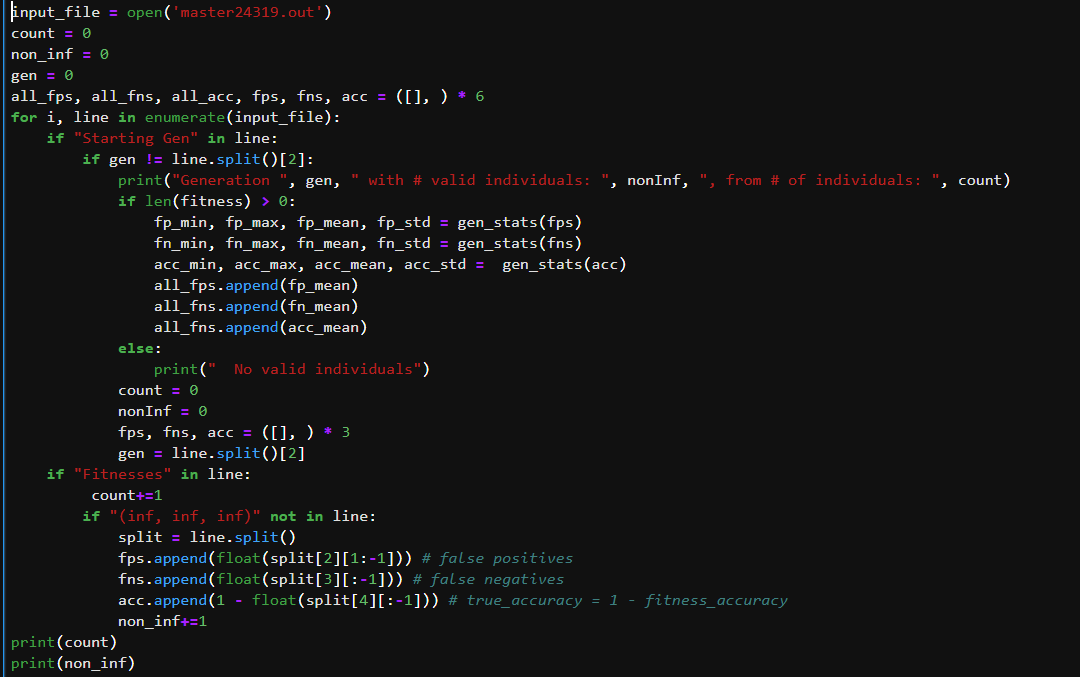 input_file = open('master24319.out')
count = 0
non_inf = 0
gen = 0
all_fps, all_fns, all_acc, fps, fns, acc = ([], ) * 6
for i, line in enumerate(input_file):
    if "Starting Gen" in line:
        if gen != line.split()[2]:
            print("Generation ", gen, " with # valid individuals: ", nonInf, ", from # of individuals: ", count)
            if len(fitness) > 0:
                fp_min, fp_max, fp_mean, fp_std = gen_stats(fps)
                fn_min, fn_max, fn_mean, fn_std = gen_stats(fns)
                acc_min, acc_max, acc_mean, acc_std =  gen_stats(acc)
                all_fps.append(fp_mean)
                all_fns.append(fn_mean)
                all_fns.append(acc_mean)
            else:
                print("  No valid individuals")
            count = 0
            nonInf = 0
            fps, fns, acc = ([], ) * 3
            gen = line.split()[2]
    if "Fitnesses" in line:
         count+=1
        if "(inf, inf, inf)" not in line:
            split = line.split()
            fps.append(float(split[2][1:-1])) # false positives
            fns.append(float(split[3][:-1])) # false negatives
            acc.append(1 - float(split[4][:-1])) # true_accuracy = 1 - fitness_accuracy
            non_inf+=1
print(count)
print(non_inf)